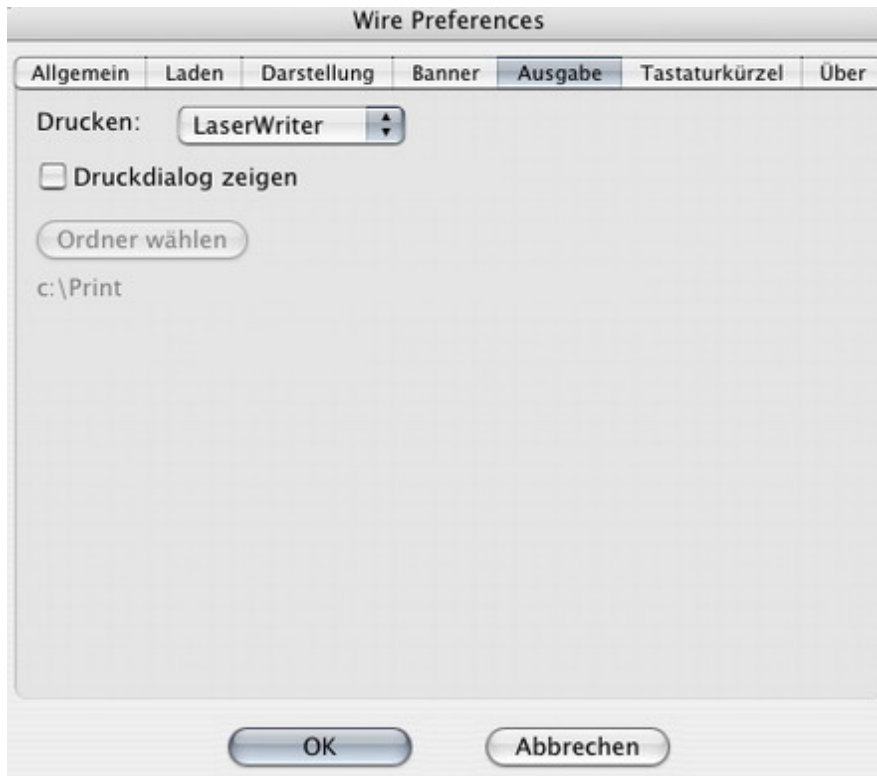 Wire Preferences
Allgemein Laden Darstellung Banner Ausgabe Tastaturkürzel Über
Drucken: LaserWriter
Druckdialog zeigen
Ordner wählen
c:\Print
OK Abbrechen